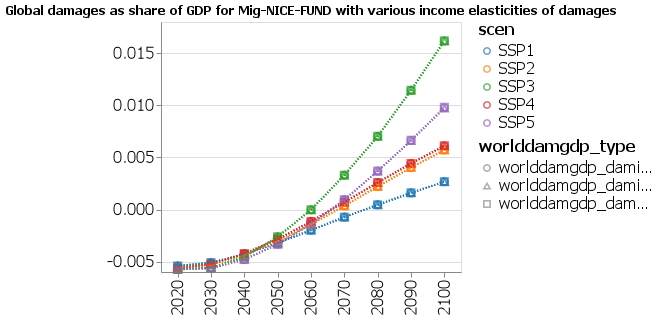 Global damages as share of GDP for Mig-NICE-FUND with various income elasticities of damages
scen
SSP1
SSP2
SSP3
SSP4
SSP5
worlddamgdp_type
worlddamgdp_dami...
worlddamgdp_dami...
worlddamgdp_dam...
0.015
0.010
0.005
0.000
-0.005
2020
2030
2040
2050
2060
2070
2080
2090
2100